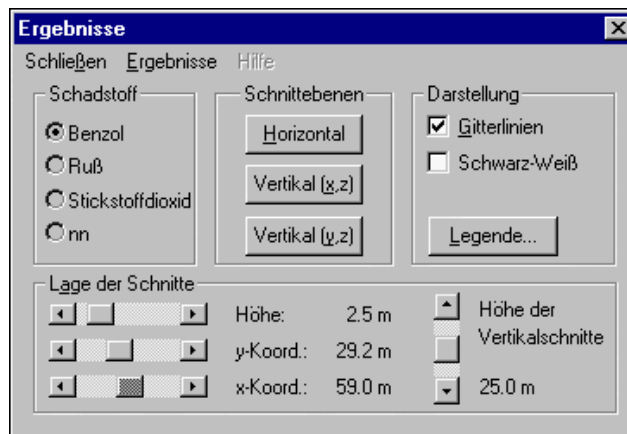 Ergebnisse
Schließen Ergebnisse Hilfe
Schadstoff
Benzol
Ruß
Stickstoffdioxid
nn
Schnittebenen
Horizontal
Vertikal (x,z)
Vertikal (y,z)
Darstellung
Gitterlinien
Schwarz-Weiß
Legende...
Lage der Schnitte
Höhe: 2.5 m
y-Koord.: 29.2 m
x-Koord.: 59.0 m
Höhe der
Vertikalschnitte
25.0 m